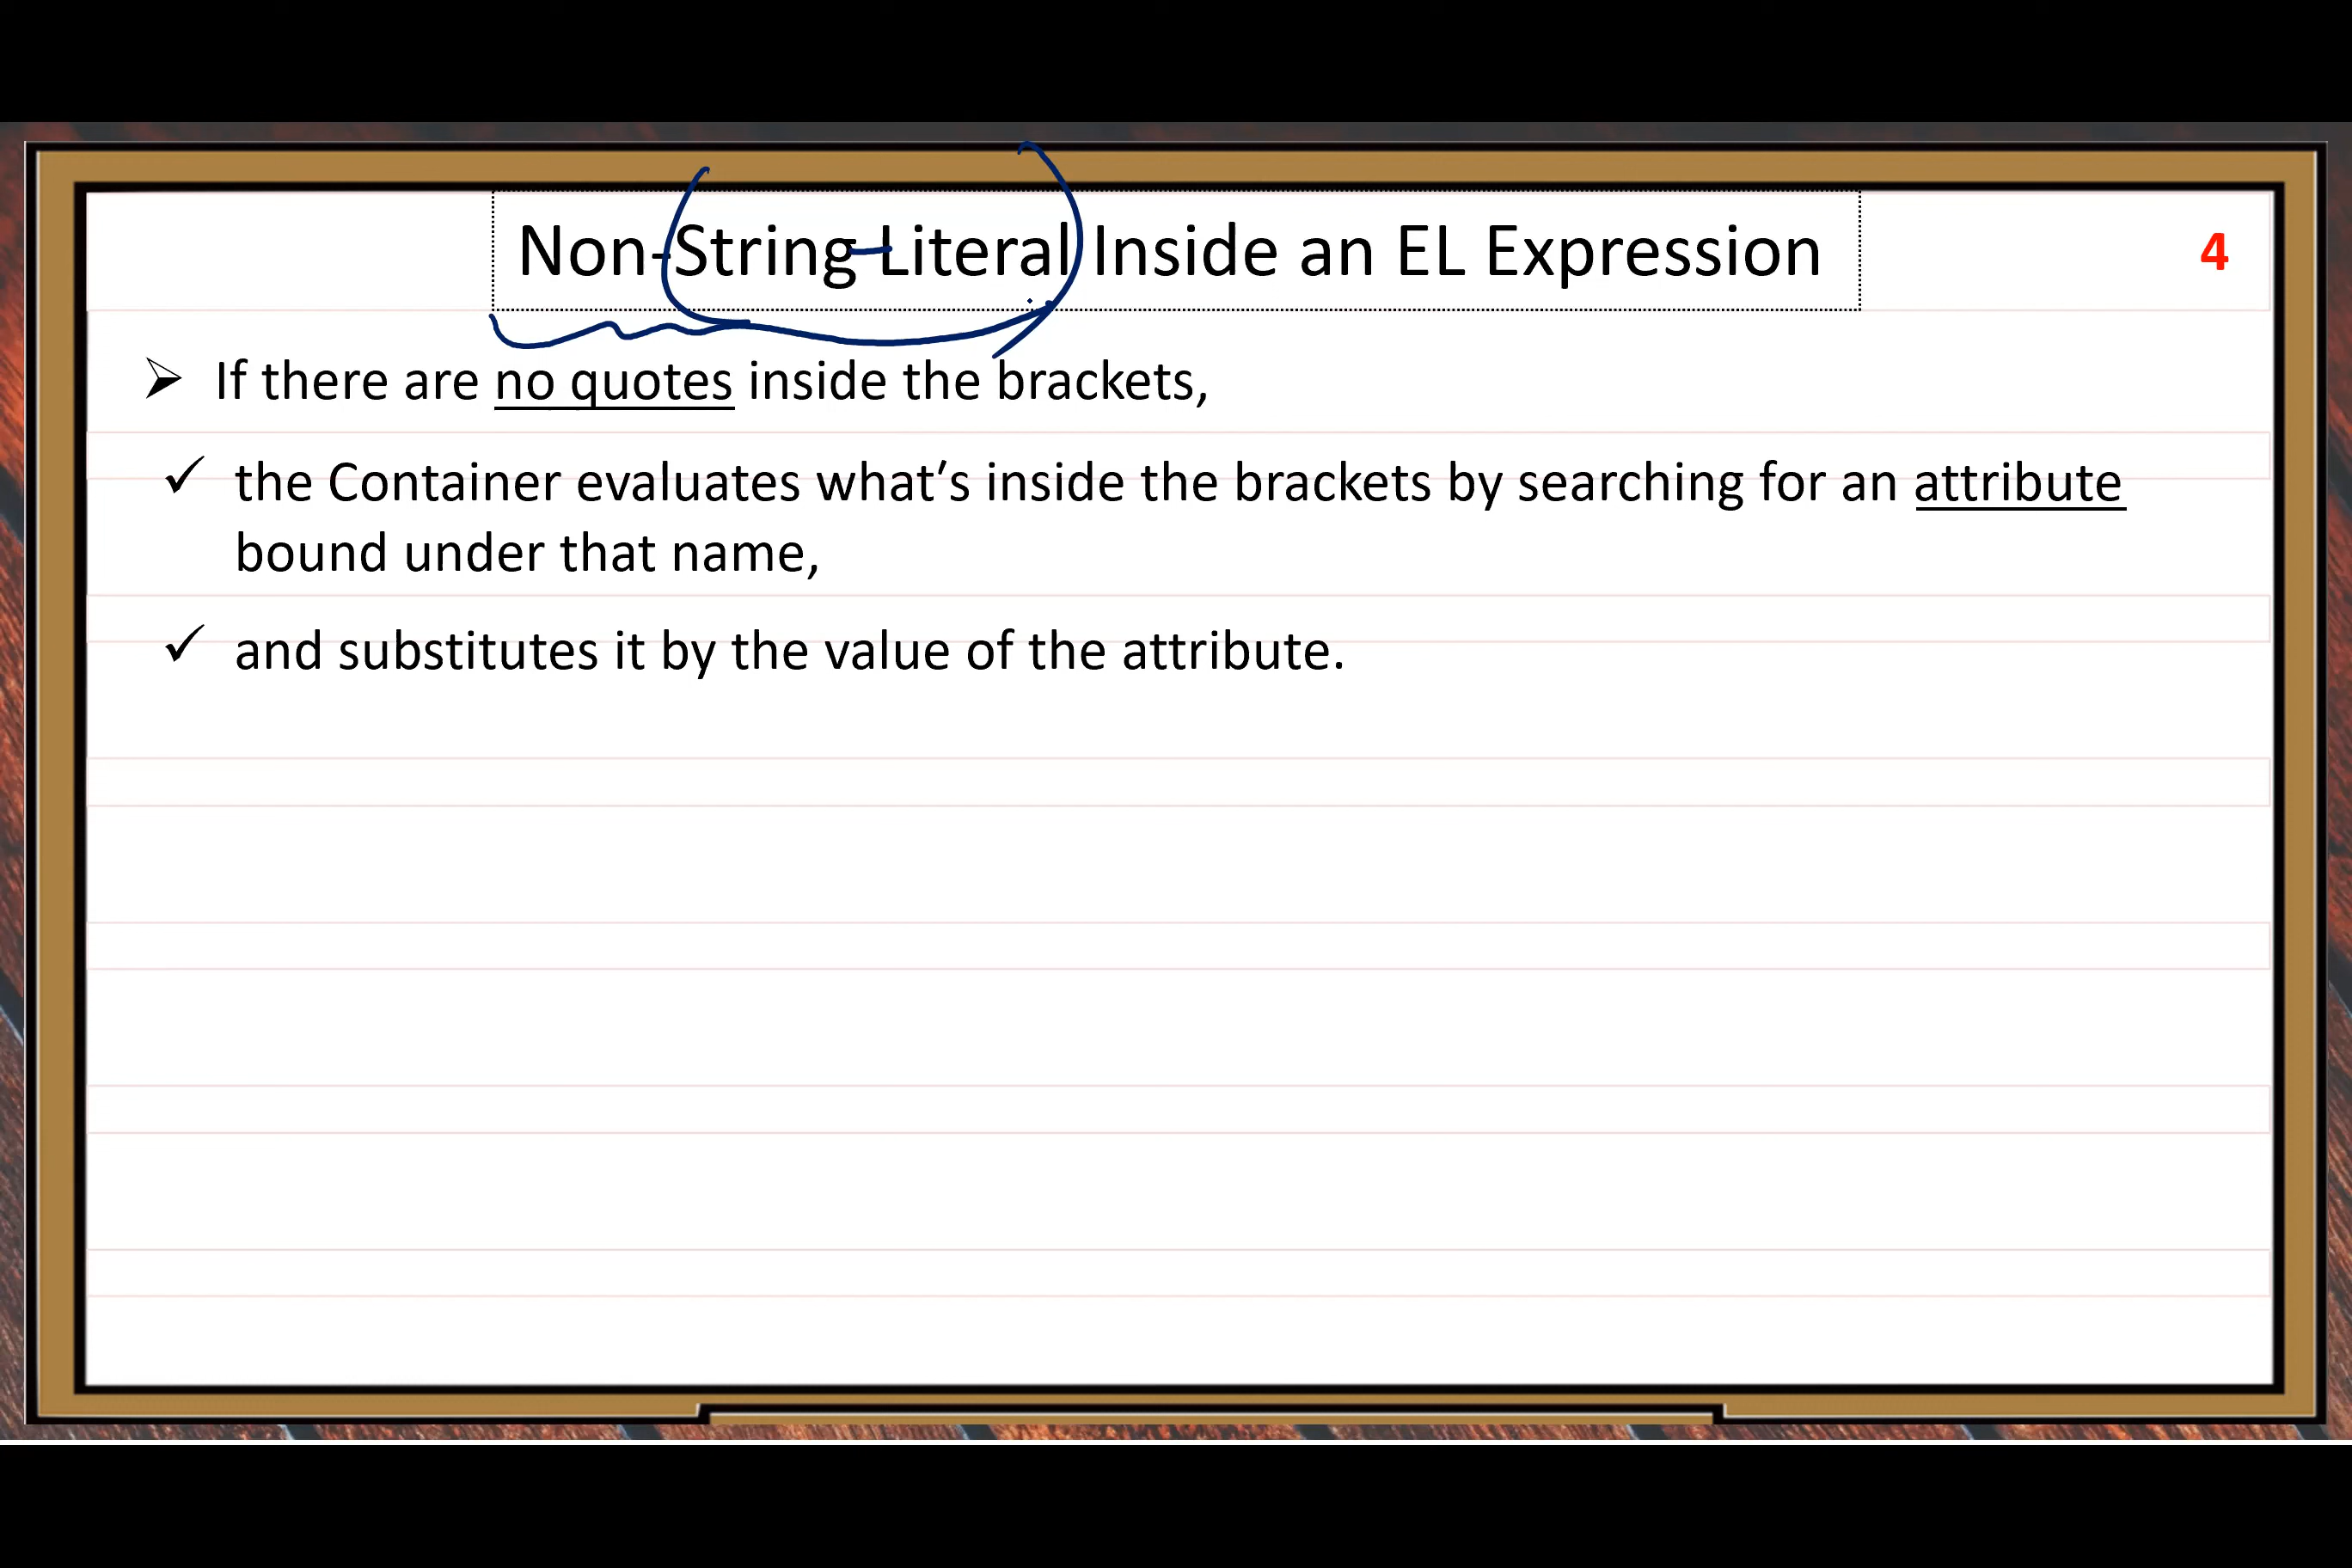 Non-String-Literal Inside an EL Expression
4
➢ If there are no quotes inside the brackets,
✓ the Container evaluates what’s inside the brackets by searching for an attribute
bound under that name,
✓ and substitutes it by the value of the attribute.